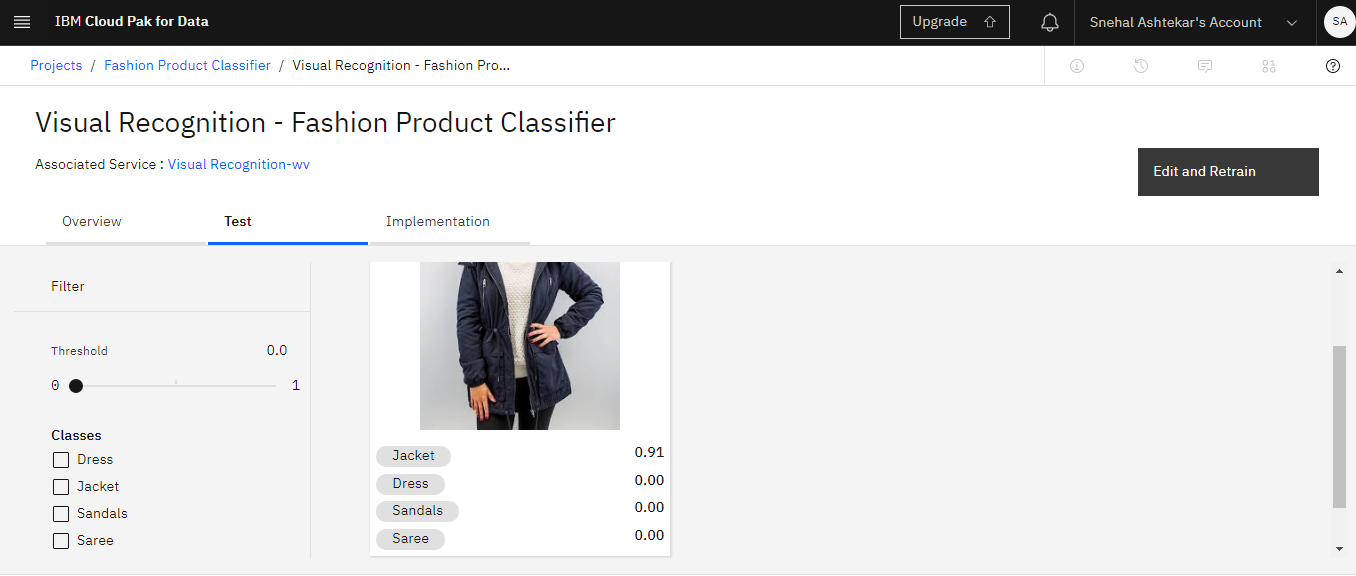 IBM Cloud Pak for Data
Upgrade
Snehal Ashtekar's Account
SA
Projects / Fashion Product Classifier / Visual Recognition - Fashion Pro...
Visual Recognition - Fashion Product Classifier
Associated Service : Visual Recognition-wv
Edit and Retrain
Overview
Test
Implementation
Filter
Threshold 0.0
0 1
Classes
Dress
Jacket
Sandals
Saree
Jacket 0.91
Dress 0.00
Sandals 0.00
Saree 0.00